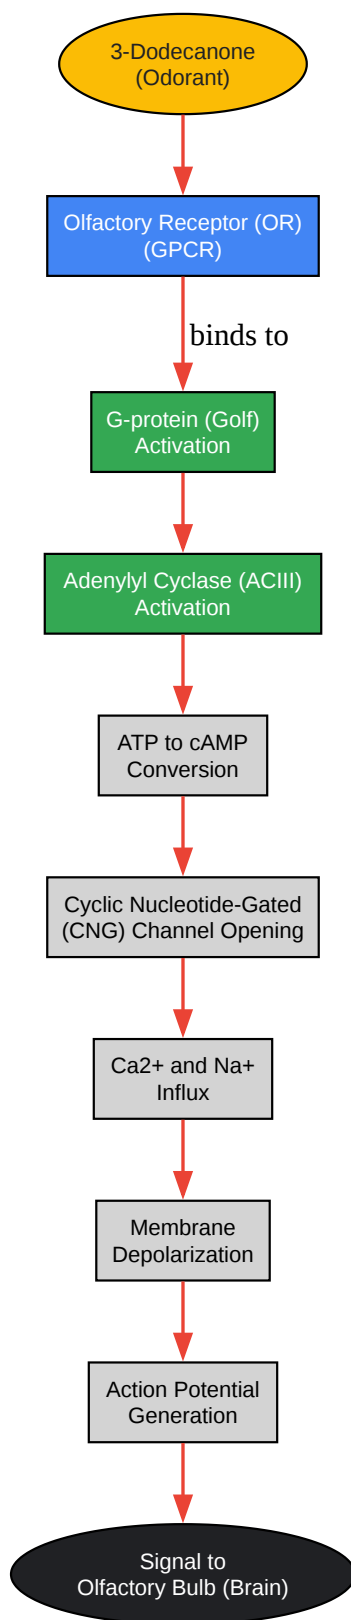 3-Dodecanone
(Odorant)
Olfactory Receptor (OR)
(GPCR)
binds to
G-protein (Golf)
Activation
Adenylyl Cyclase (ACIII)
Activation
ATP to cAMP
Conversion
Cyclic Nucleotide-Gated
(CNG) Channel Opening
Ca2+ and Na+
Influx
Membrane
Depolarization
Action Potential
Generation
Signal to
Olfactory Bulb (Brain)